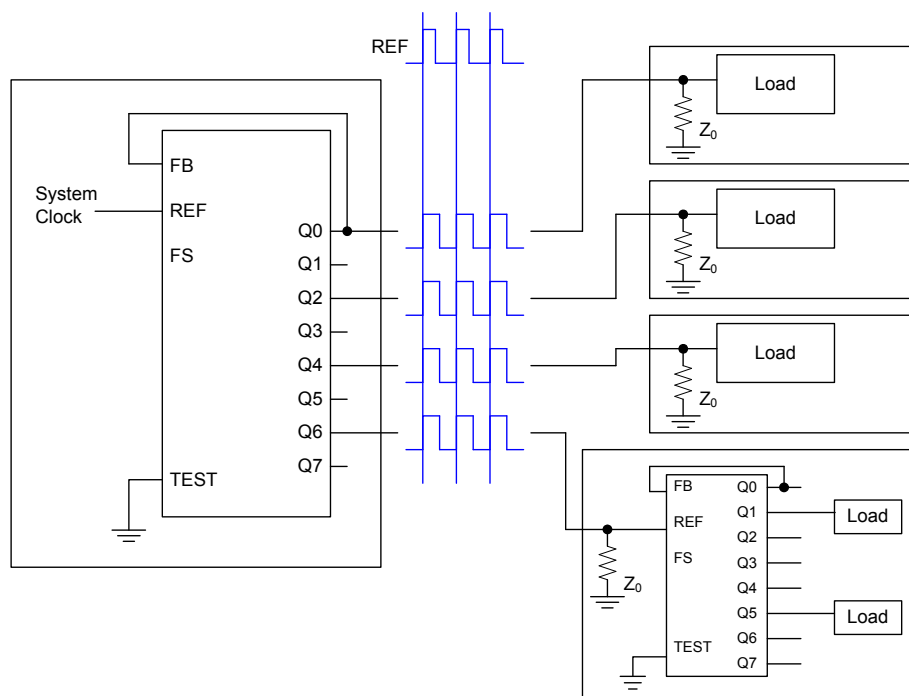 REF
System
Clock
FB
REF
FS
TEST
Q0
Q1
Q2
Q3
Q4
Q5
Q6
Q7
Load
Z0
Load
Z0
Load
Z0
Z0
FB
REF
FS
TEST
Q0
Q1
Q2
Q3
Q4
Q5
Q6
Q7
Load
Load